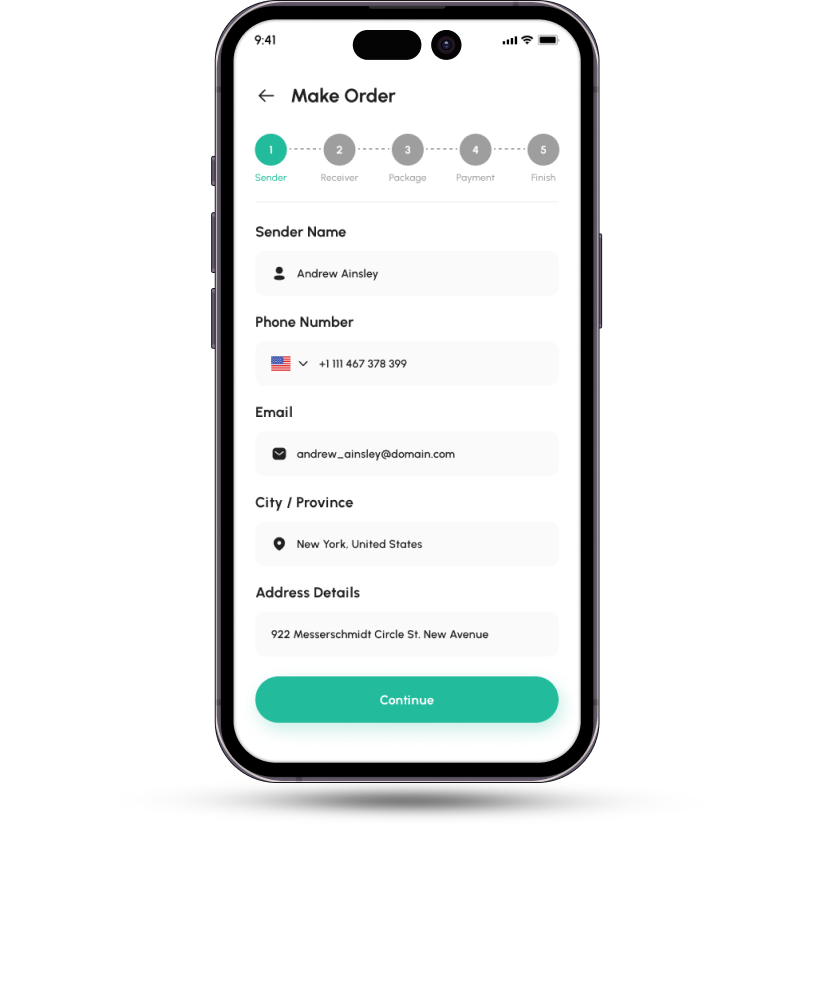 9:41
Make Order
1 2 3 4 5
Sender Receiver Package Payment Finish
Sender Name
Andrew Ainsley
Phone Number
+1 111 467 378 399
Email
andrew_ainsley@domain.com
City / Province
New York, United States
Address Details
922 Messerschmidt Circle St. New Avenue
Continue